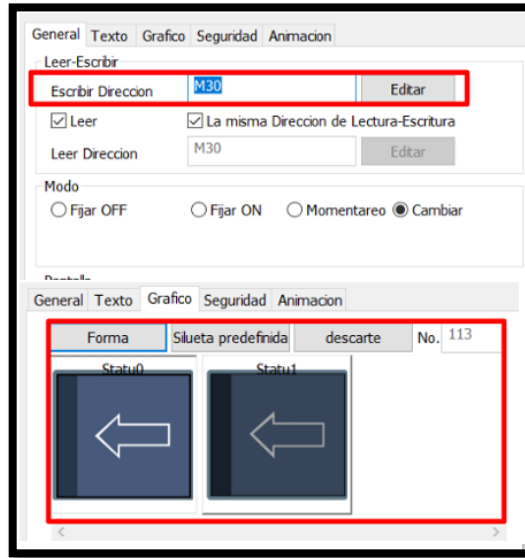 General Texto Grafico Seguridad Animacion
Leer-Escribir
Escribir Direccion M30 Editar
Leer La misma Direccion de Lectura-Escritura
Leer Direccion M30 Editar
Modo
Fijar OFF Fijar ON Momentareo Cambiar
Pantalla
General Texto Grafico Seguridad Animacion
Forma Silueta predefinida descarte No. 113
Statu0 Statu1